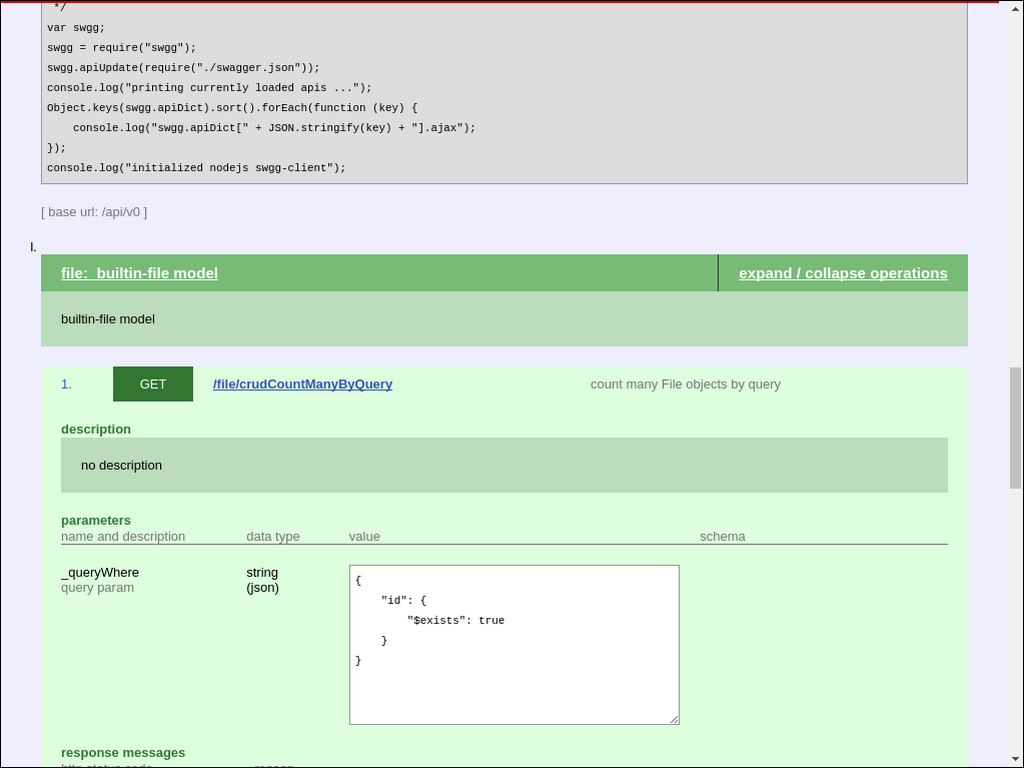 */
var swgg;
swgg = require("swgg");
swgg.apiUpdate(require("./swagger.json"));
console.log("printing currently loaded apis ...");
Object.keys(swgg.apiDict).sort().forEach(function (key) {
    console.log("swgg.apiDict[" + JSON.stringify(key) + "].ajax");
});
console.log("initialized nodejs swgg-client");
[ base url: /api/v0 ]
I.
file:  builtin-file model expand / collapse operations
builtin-file model
1. GET /file/crudCountManyByQuery count many File objects by query
description
no description
parameters
name and description data type value schema
_queryWhere string
query param (json)
{
    "id": {
        "$exists": true
    }
}
response messages
http status code reason